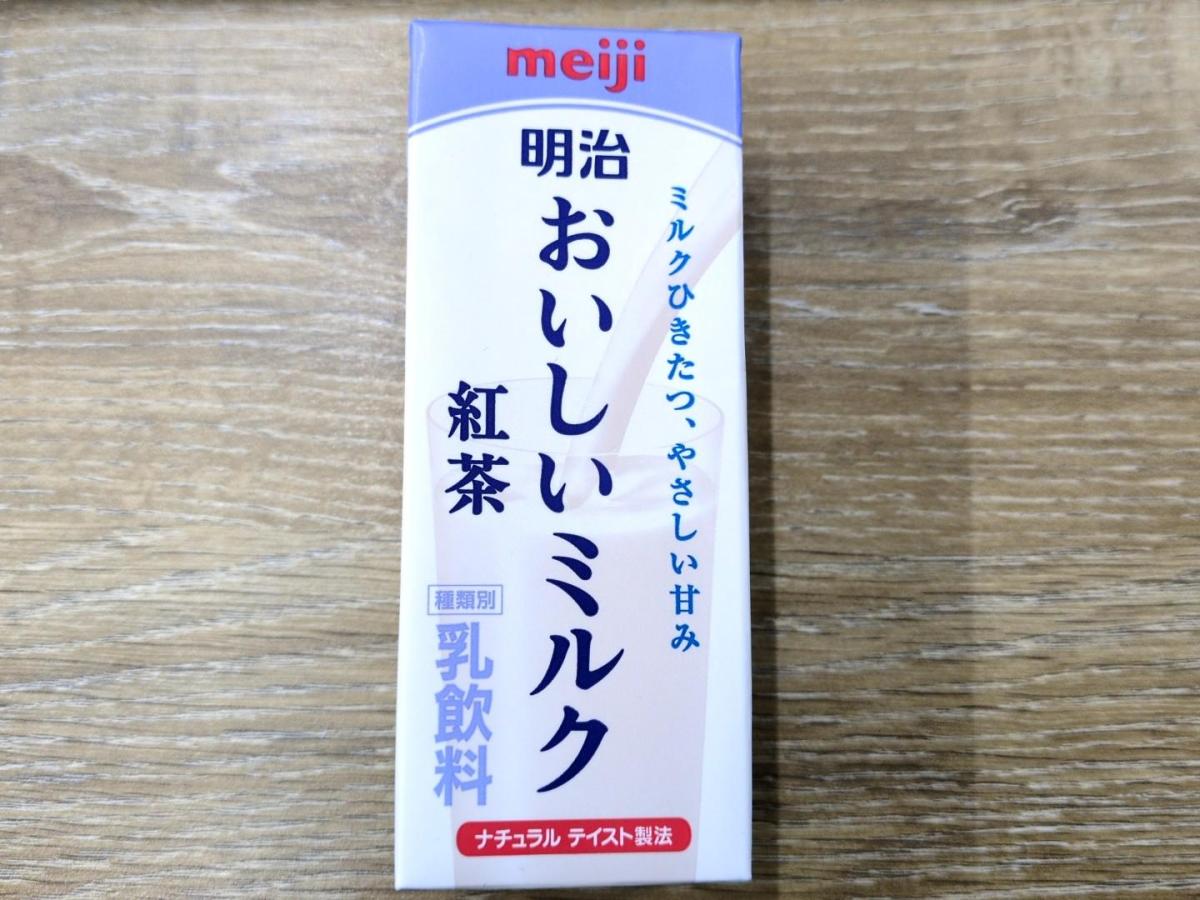 meiji
明治
おいしいミルク
紅茶
ミルクひきたつ、やさしい甘み
種類別
乳飲料
ナチュラル テイスト製法